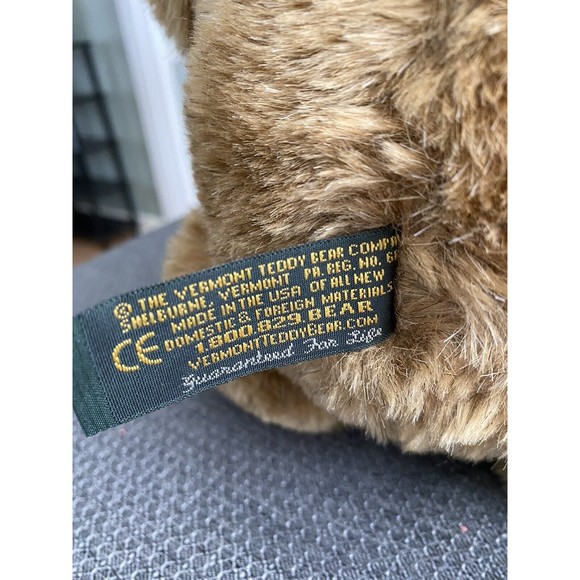 © THE VERMONT TEDDY BEAR COMPA
SHELBURNE, VERMONT PA. REG. NO.
MADE IN THE USA OF ALL NEW
DOMESTIC & FOREIGN MATERIALS
CE 1.800.829.BEAR
VERMONTTEDDYBEAR.COM
Guaranteed For Life